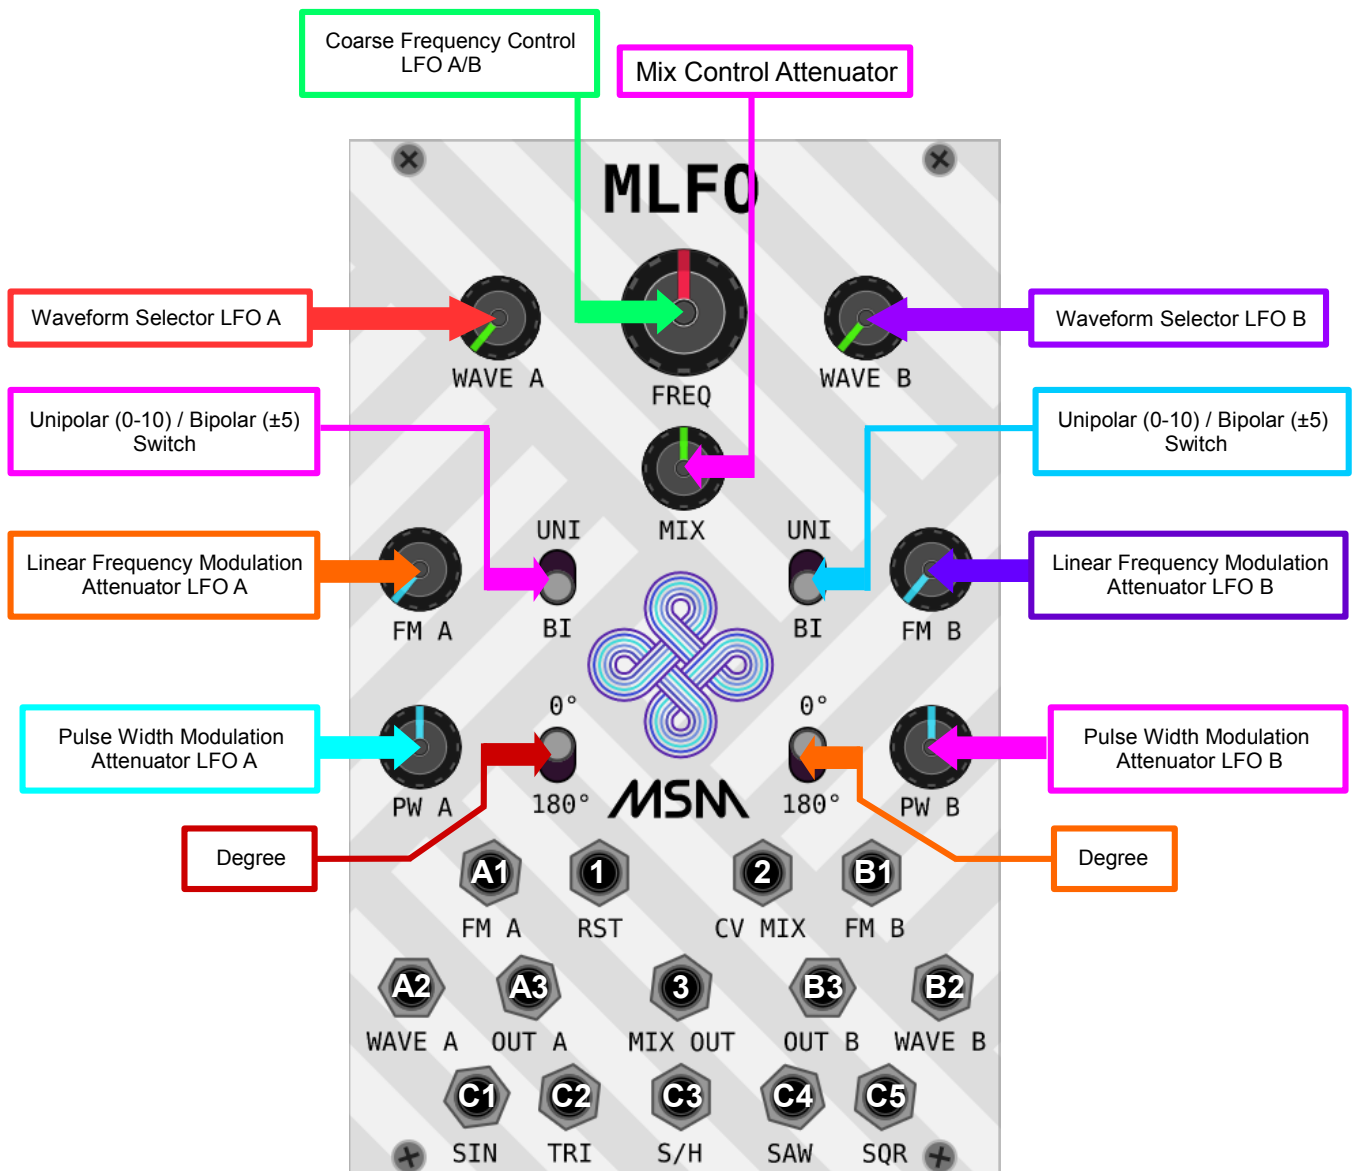 Coarse Frequency Control
LFO A/B
Mix Control Attenuator
MLFO
Waveform Selector LFO A
Waveform Selector LFO B
WAVE A
FREQ
WAVE B
Unipolar (0-10) / Bipolar (±5)
Switch
Unipolar (0-10) / Bipolar (±5)
Switch
UNI
MIX
UNI
Linear Frequency Modulation
Attenuator LFO A
Linear Frequency Modulation
Attenuator LFO B
FM A
BI
BI
FM B
0°
0°
Pulse Width Modulation
Attenuator LFO A
Pulse Width Modulation
Attenuator LFO B
PW A
180°
MSM
180°
PW B
Degree
Degree
A1
1
2
B1
FM A
RST
CV MIX
FM B
A2
A3
3
B3
B2
WAVE A
OUT A
MIX OUT
OUT B
WAVE B
C1
C2
C3
C4
C5
SIN
TRI
S/H
SAW
SQR